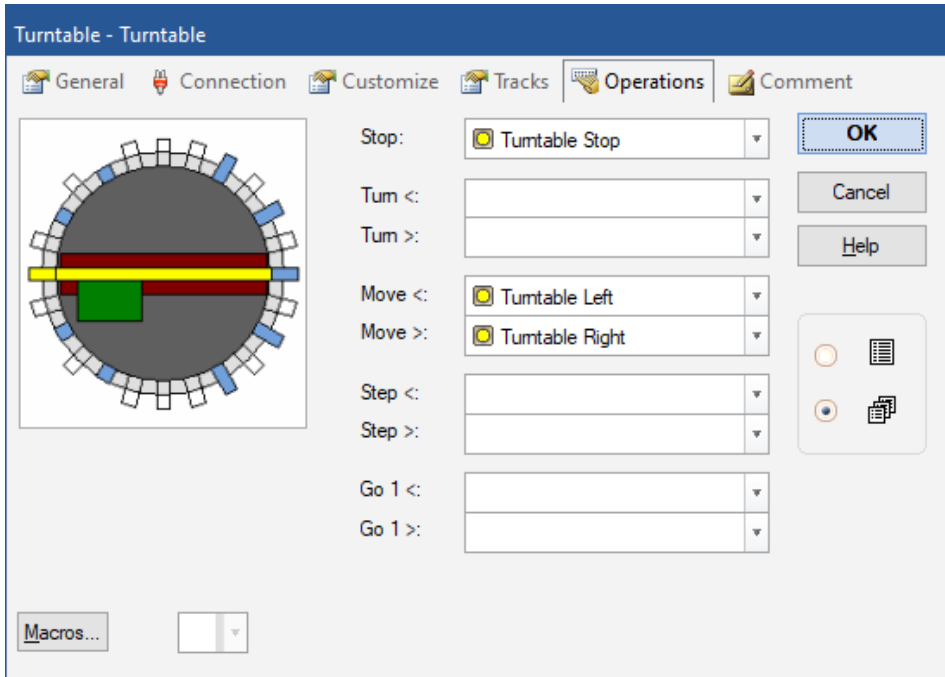 Turntable - Turntable
General Connection Customize Tracks Operations Comment
Stop: Turntable Stop OK
Turn <: Cancel
Turn >: Help
Move <: Turntable Left
Move >: Turntable Right
Step <:
Step >:
Go 1 <:
Go 1 >:
Macros...